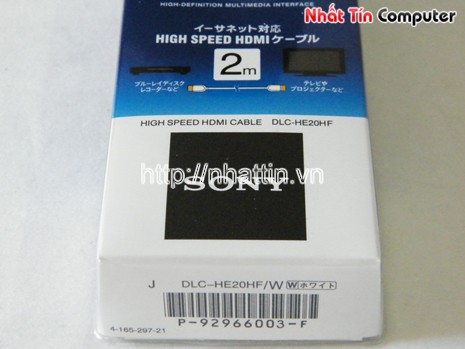 Nhất Tín Computer
HIGH-DEFINITION MULTIMEDIA INTERFACE
イーサネット対応
HIGH SPEED HDMIケーブル
2m
ブルーレイディスク
レコーダーなど
テレビや
プロジェクターなど
HIGH SPEED HDMI CABLE DLC-HE20HF
http://nhattin.vn
SONY
J DLC-HE20HF/W Wホワイト
P-92966003-F
4-165-297-21